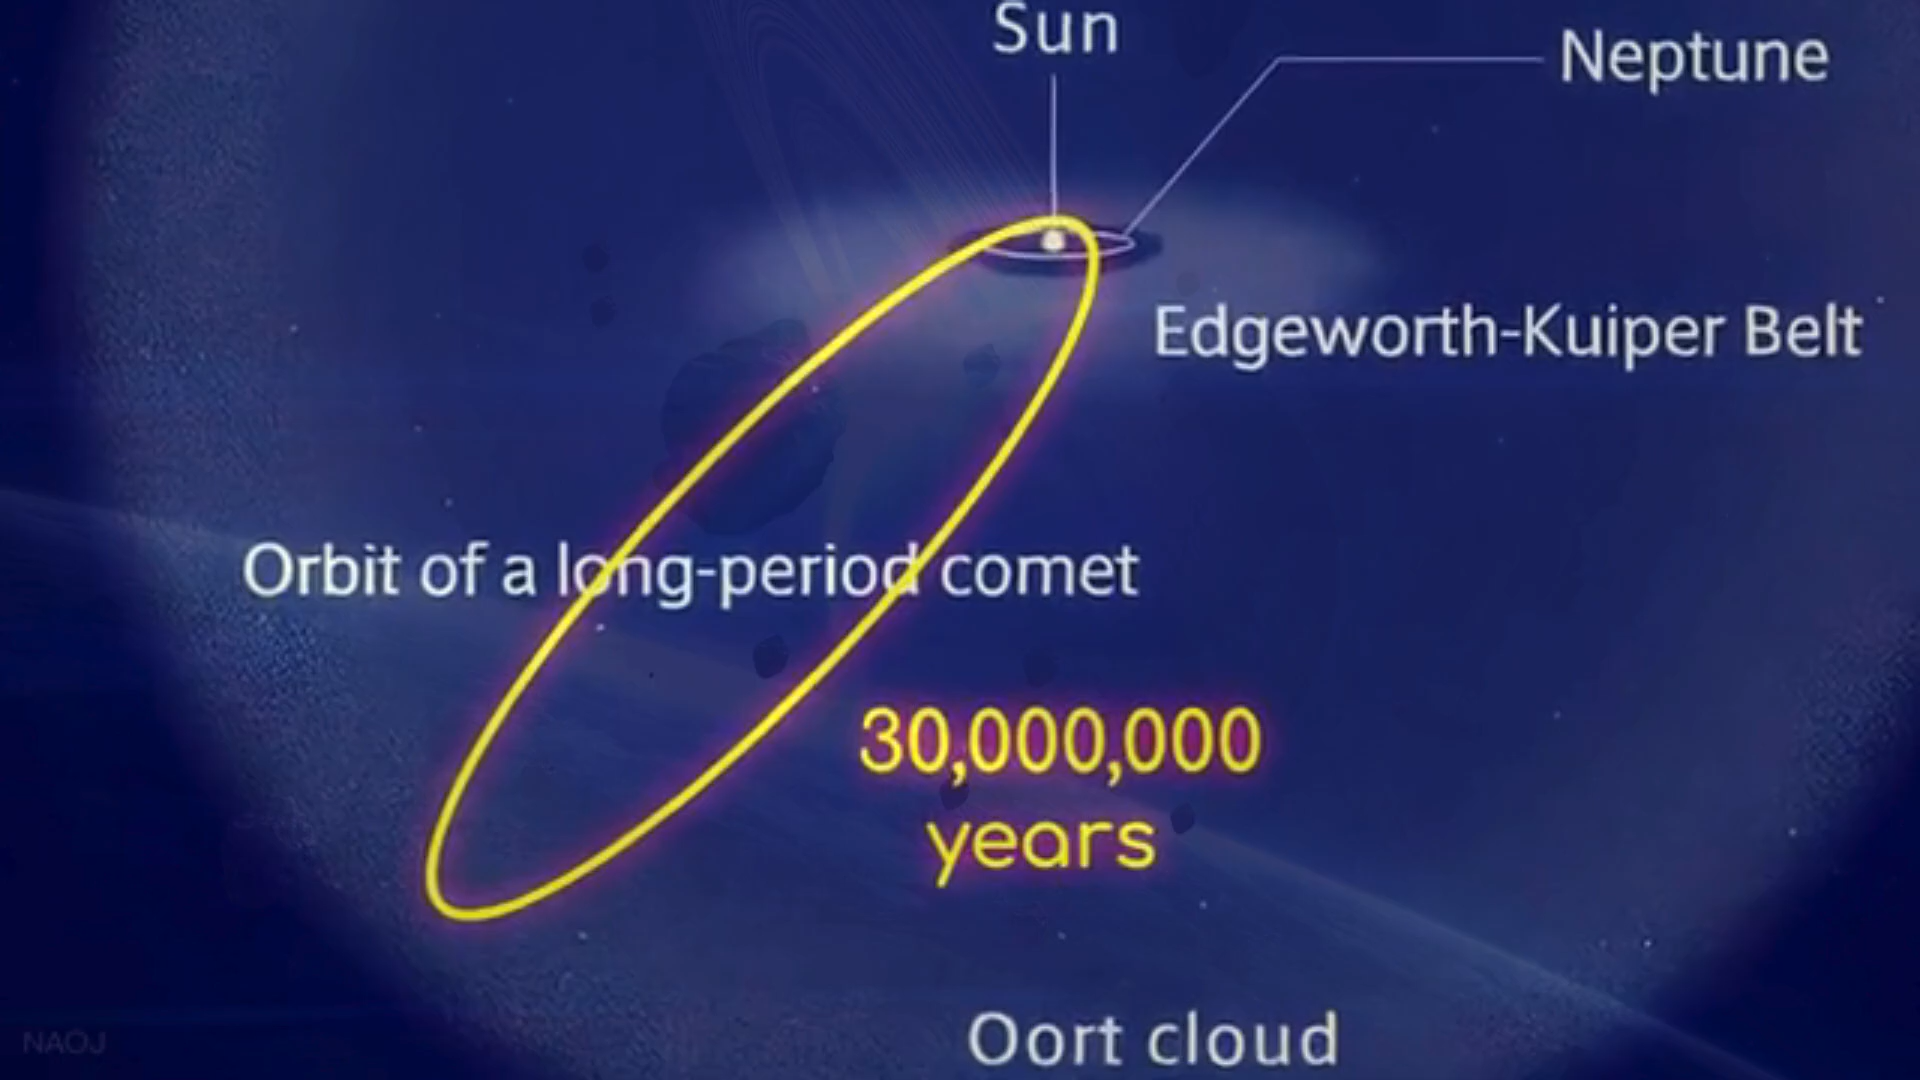 Sun
Neptune
Edgeworth-Kuiper Belt
Orbit of a long-period comet
30,000,000
years
Oort cloud
NAOJ